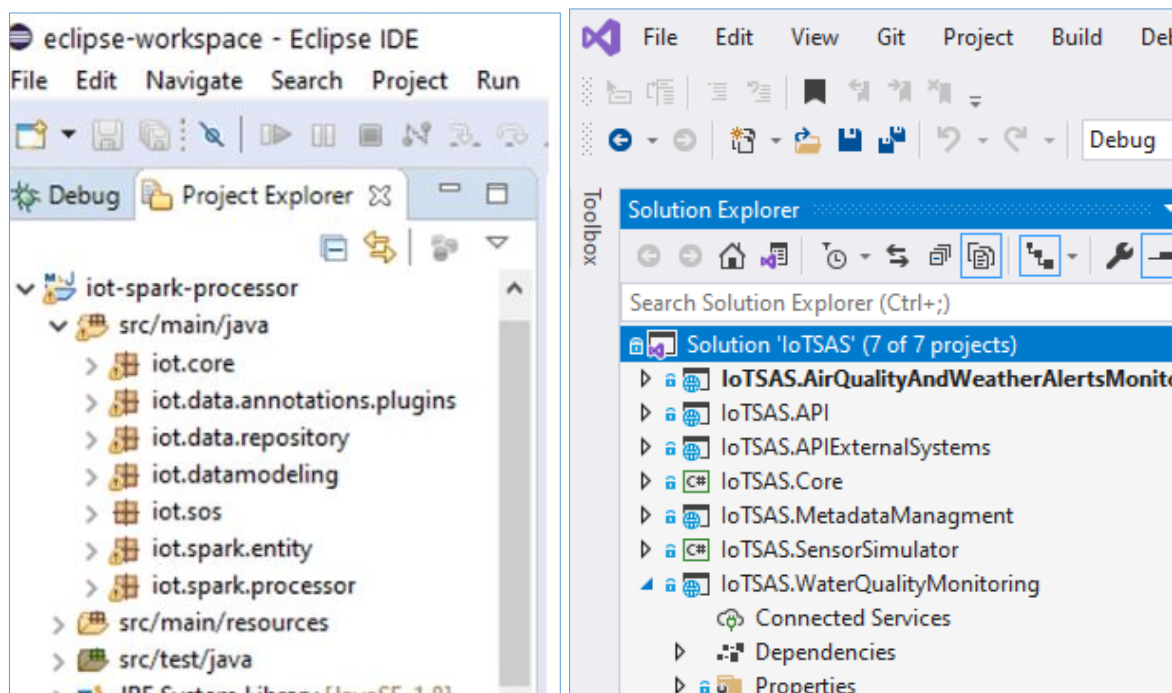 eclipse-workspace - Eclipse IDE
File Edit Navigate Search Project Run
Debug Project Explorer
iot-spark-processor
src/main/java
iot.core
iot.data.annotations.plugins
iot.data.repository
iot.datamodeling
iot.sos
iot.spark.entity
iot.spark.processor
src/main/resources
src/test/java
File Edit View Git Project Build
Debug
Toolbox
Solution Explorer
Search Solution Explorer (Ctrl+;)
Solution 'IoTSAS' (7 of 7 projects)
IoTSAS.AirQualityAndWeatherAlertsMonito
IoTSAS.API
IoTSAS.APIExternalSystems
IoTSAS.Core
IoTSAS.MetadataManagment
IoTSAS.SensorSimulator
IoTSAS.WaterQualityMonitoring
Connected Services
Dependencies
Properties